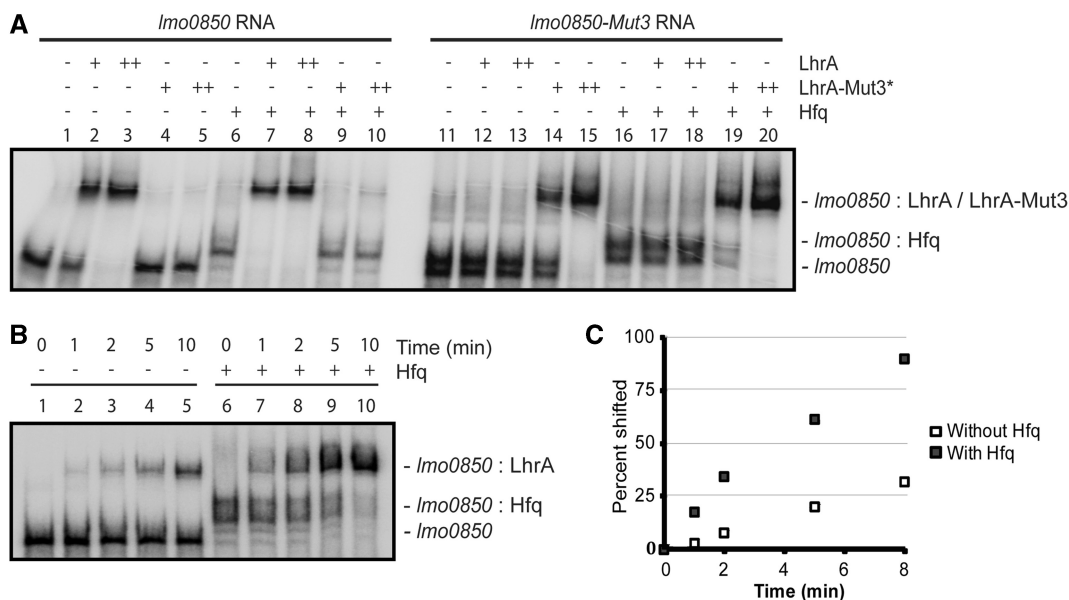 A
lmo0850 RNA lmo0850-Mut3 RNA
- + ++ - - - + ++ - - - + ++ - - - + ++ - - LhrA
- - - + ++ - - - + ++ - - - + ++ - - - + ++ LhrA-Mut3*
- - - - - + + + + + - - - - - + + + + + Hfq
1 2 3 4 5 6 7 8 9 10 11 12 13 14 15 16 17 18 19 20
- lmo0850 : LhrA / LhrA-Mut3
- lmo0850 : Hfq
- lmo0850
B
0 1 2 5 10 0 1 2 5 10 Time (min)
- - - - - + + + + + Hfq
1 2 3 4 5 6 7 8 9 10
- lmo0850 : LhrA
- lmo0850 : Hfq
- lmo0850
C
Percent shifted
100
75
50
25
0
0 2 4 6 8
Time (min)
Without Hfq
With Hfq